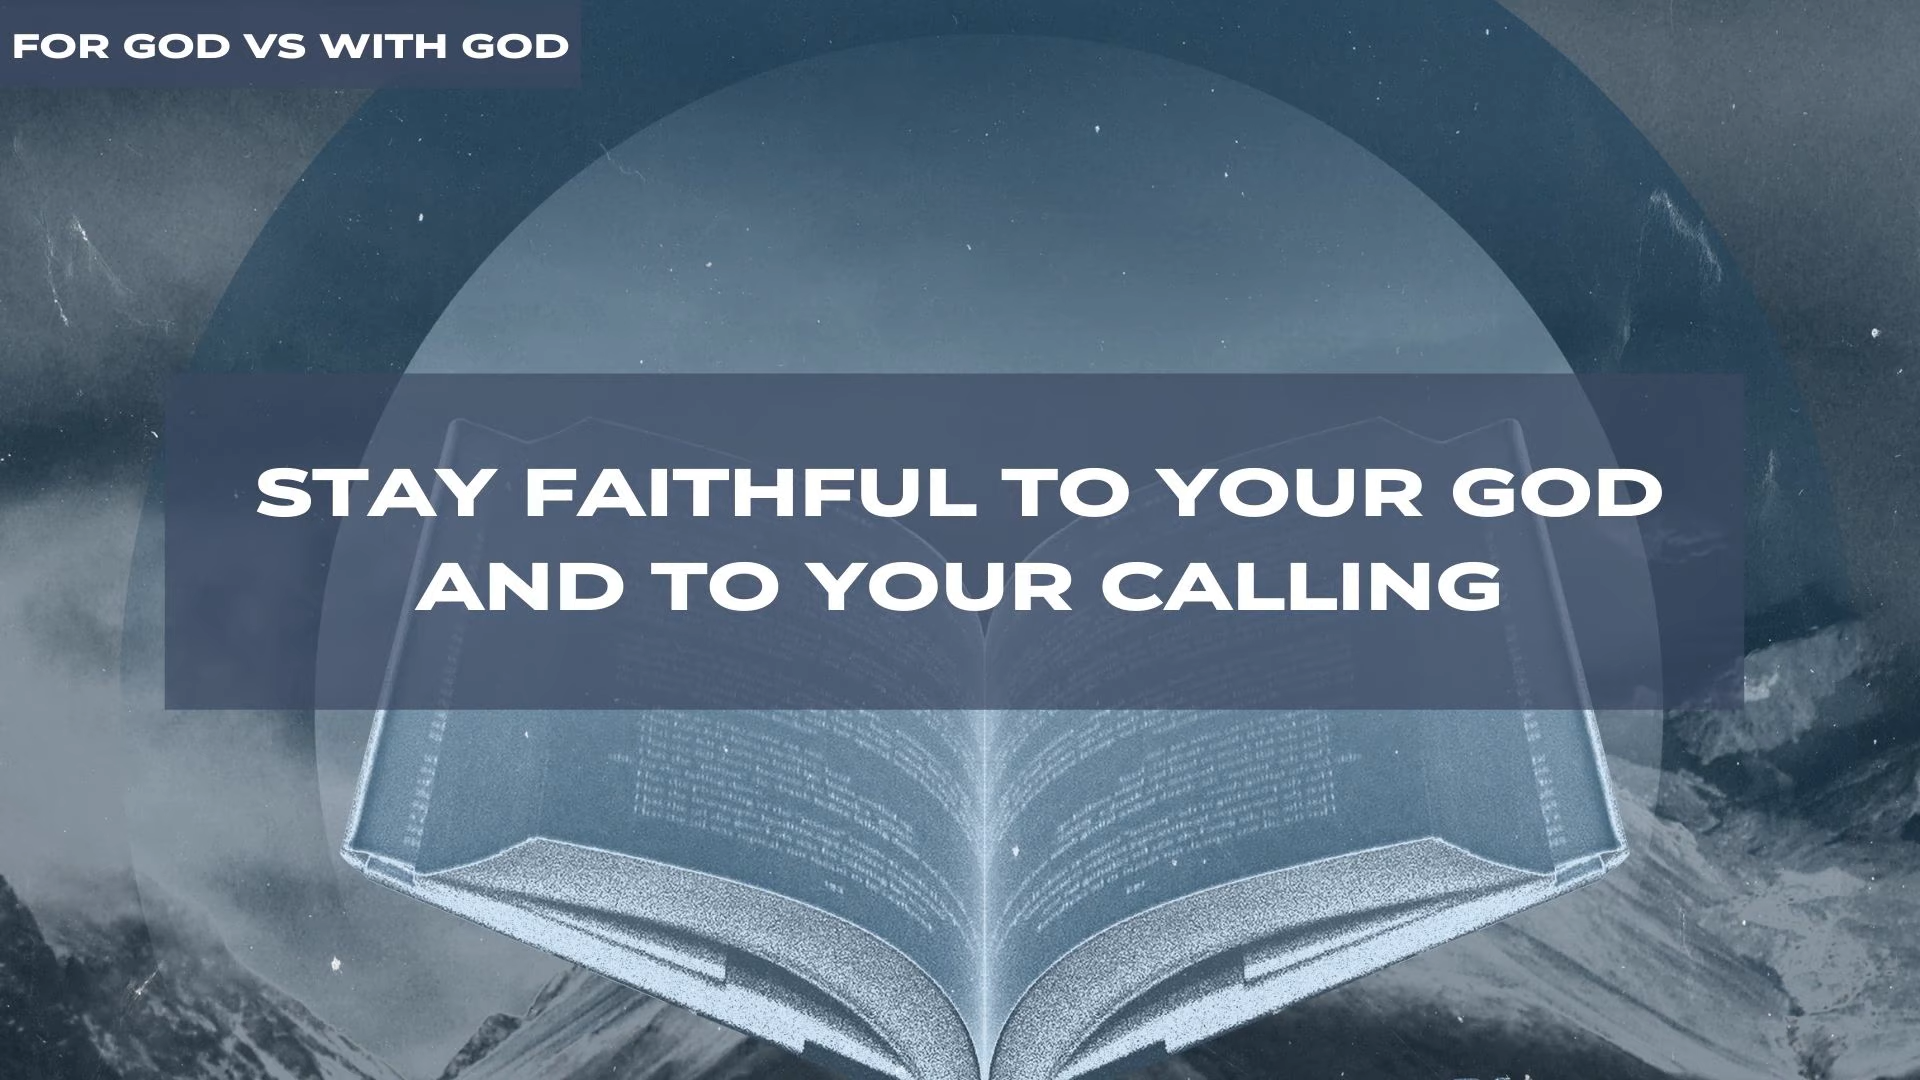 FOR GOD VS WITH GOD
STAY FAITHFUL TO YOUR GOD
AND TO YOUR CALLING